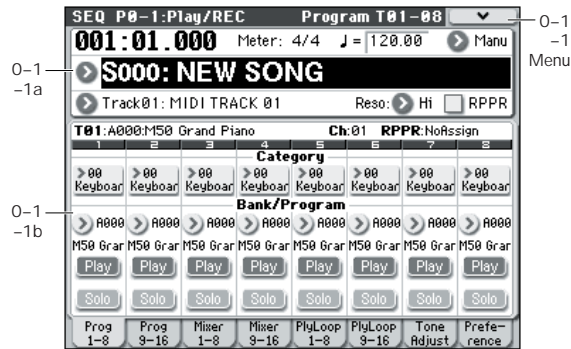 SEQ P0-1:Play/REC Program T01-08
0-1
-1
Menu
001:01.000 Meter: 4/4 ♩= 120.00 Manu
0-1
-1a
S000: NEW SONG
Track01: MIDI TRACK 01 Reso: Hi RPPR
T01:A000:M50 Grand Piano Ch:01 RPPR:NoAssign
1 2 3 4 5 6 7 8
Category
00 00 00 00 00 00 00 00
Keyboar Keyboar Keyboar Keyboar Keyboar Keyboar Keyboar Keyboar
Bank/Program
0-1
-1b
A000 A000 A000 A000 A000 A000 A000 A000
M50 Grar M50 Grar M50 Grar M50 Grar M50 Grar M50 Grar M50 Grar M50 Grar
Play Play Play Play Play Play Play Play
Solo Solo Solo Solo Solo Solo Solo Solo
Prog 1-8 Prog 9-16 Mixer 1-8 Mixer 9-16 PlyLoop 1-8 PlyLoop 9-16 Tone Adjust Prefe-rence